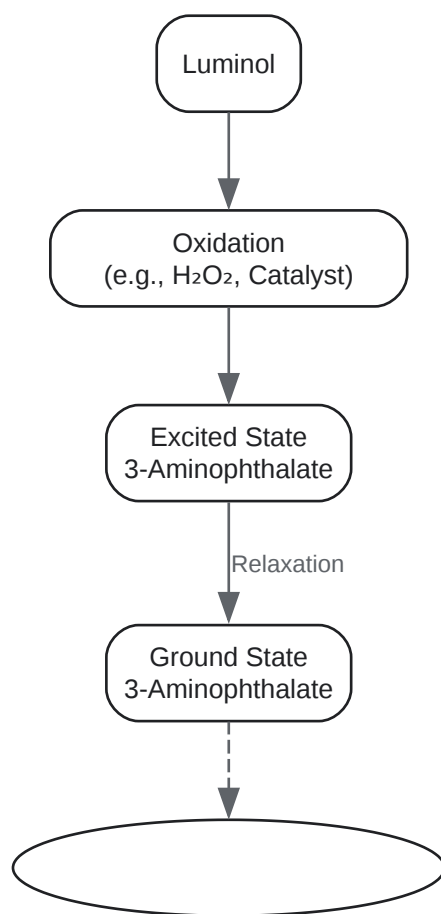 Luminol
Oxidation
(e.g., H₂O₂, Catalyst)
Excited State
3-Aminophthalate
Relaxation
Ground State
3-Aminophthalate